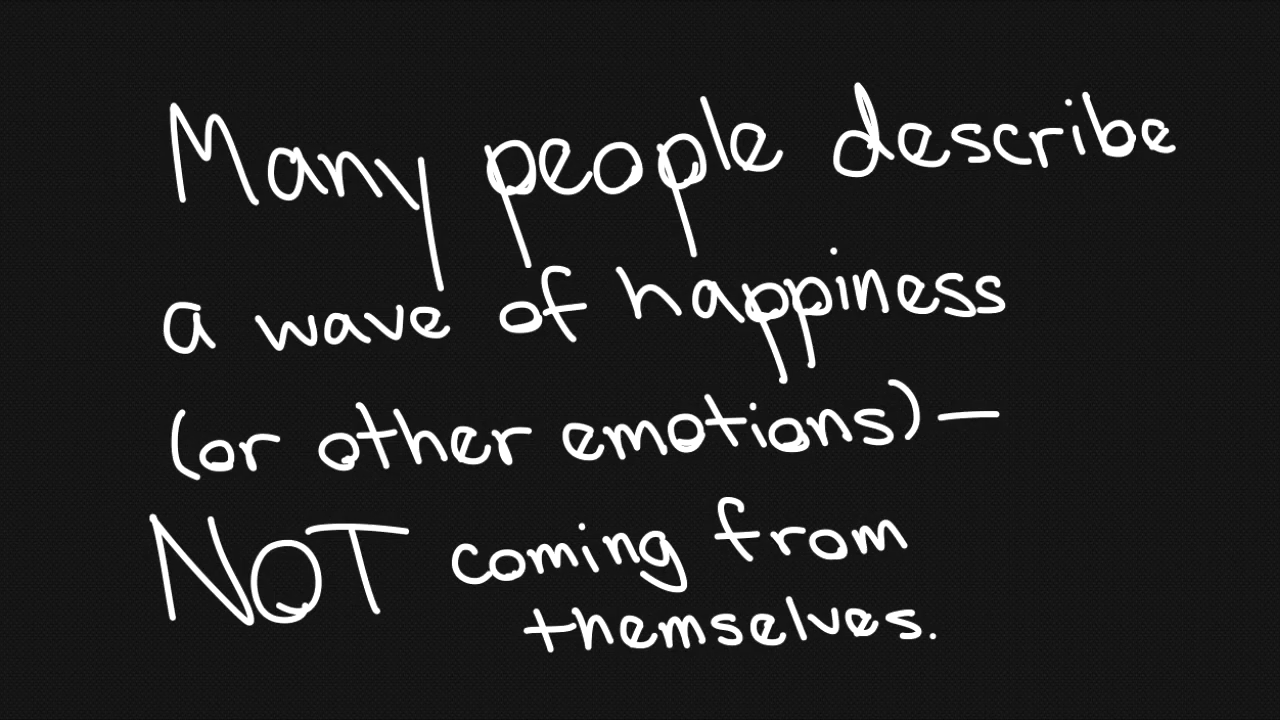 Many people describe
a wave of happiness
(or other emotions)—
NOT coming from
themselves.